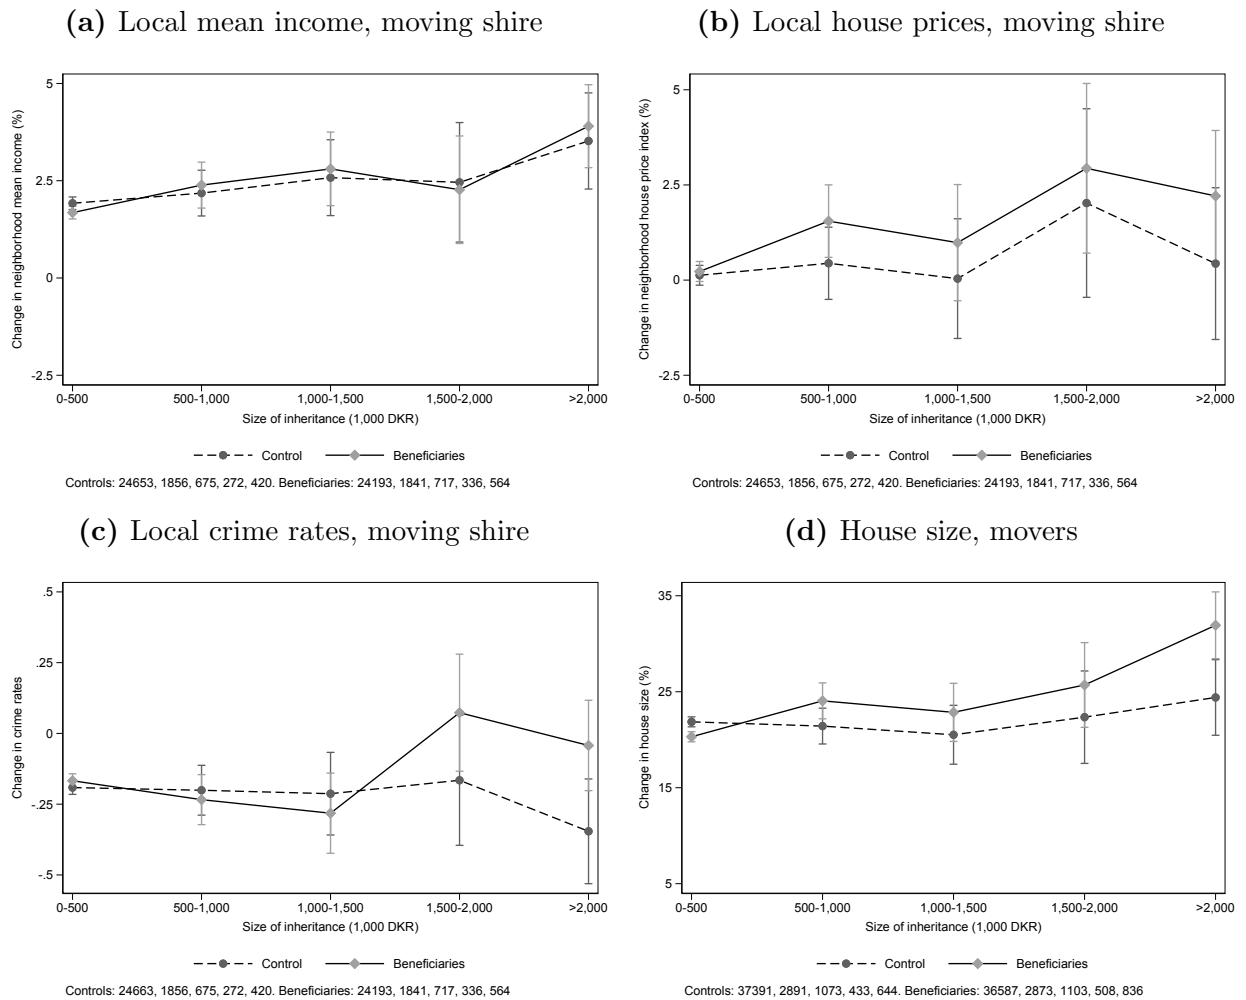 (a) Local mean income, moving shire
Change in neighborhood mean income (%)
5
2.5
0
-2.5
0-500 500-1,000 1,000-1,500 1,500-2,000 >2,000
Size of inheritance (1,000 DKR)
Control Beneficiaries
Controls: 24653, 1856, 675, 272, 420. Beneficiaries: 24193, 1841, 717, 336, 564
(b) Local house prices, moving shire
Change in neighborhood house price index (%)
5
2.5
0
-2.5
0-500 500-1,000 1,000-1,500 1,500-2,000 >2,000
Size of inheritance (1,000 DKR)
Control Beneficiaries
Controls: 24653, 1856, 675, 272, 420. Beneficiaries: 24193, 1841, 717, 336, 564
(c) Local crime rates, moving shire
Change in crime rates
.5
.25
0
-.25
-.5
0-500 500-1,000 1,000-1,500 1,500-2,000 >2,000
Size of inheritance (1,000 DKR)
Control Beneficiaries
Controls: 24663, 1856, 675, 272, 420. Beneficiaries: 24193, 1841, 717, 336, 564
(d) House size, movers
Change in house size (%)
35
25
15
5
0-500 500-1,000 1,000-1,500 1,500-2,000 >2,000
Size of inheritance (1,000 DKR)
Control Beneficiaries
Controls: 37391, 2891, 1073, 433, 644. Beneficiaries: 36587, 2873, 1103, 508, 836